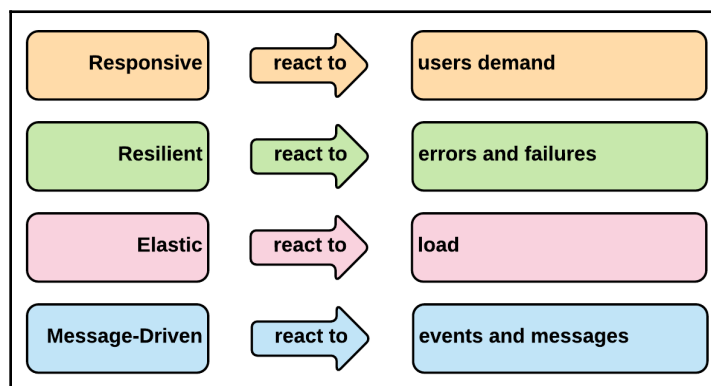 Responsive react to users demand
Resilient react to errors and failures
Elastic react to load
Message-Driven react to events and messages